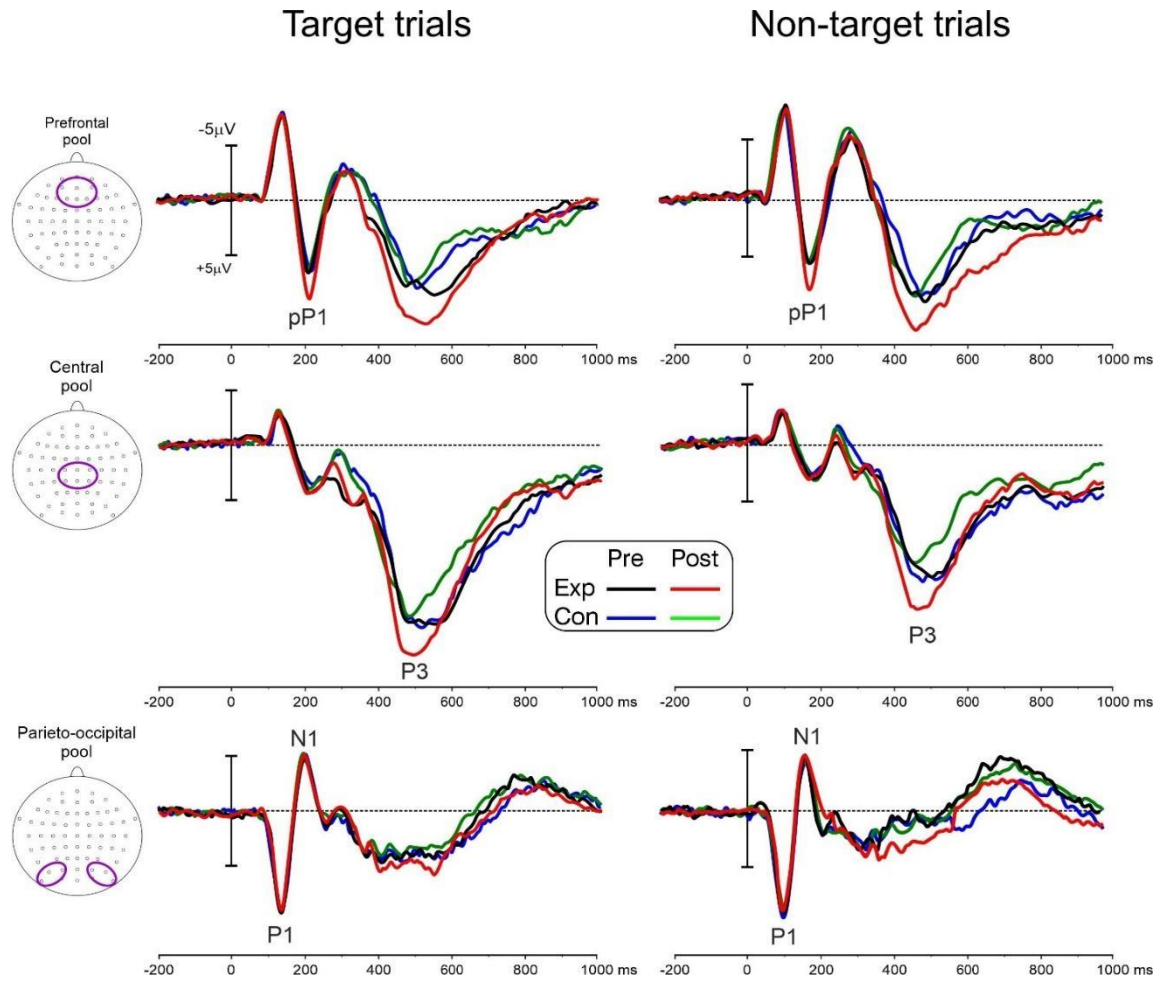 Target trials
Non-target trials
Prefrontal
pool
-5µV
+5µV
pP1
pP1
-200 0 200 400 600 800 1000 ms
-200 0 200 400 600 800 1000 ms
Central
pool
Pre Post
Exp
Con
P3
P3
-200 0 200 400 600 800 1000 ms
-200 0 200 400 600 800 1000 ms
Parieto-occipital
pool
N1
N1
P1
P1
-200 0 200 400 600 800 1000 ms
-200 0 200 400 600 800 1000 ms